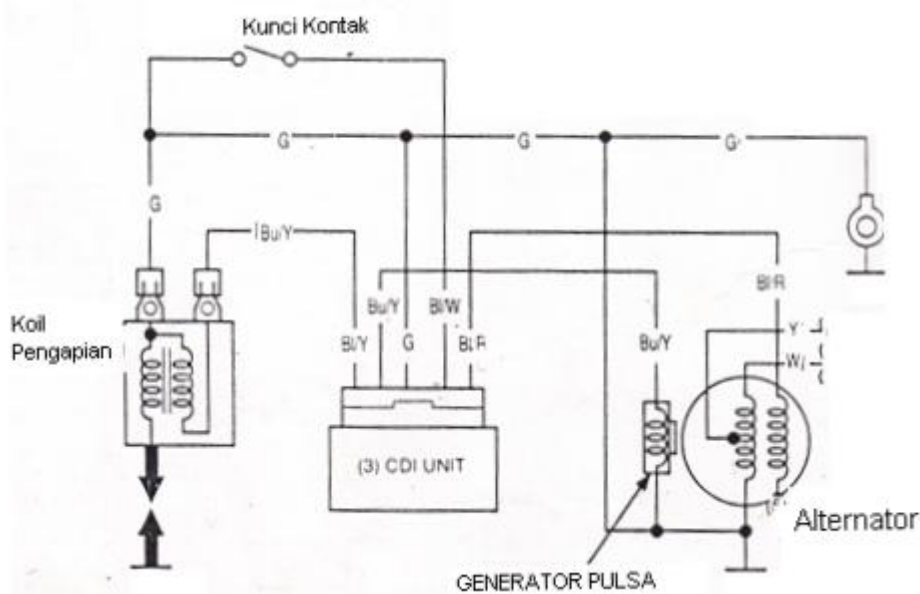 Kunci Kontak
G
G
G
G
Bu/Y
Bl/R
Bu/Y
Bl/W
Koil
Pengapian
Bl/Y
G
Bl/R
Bu/Y
Y
W
(3) CDI UNIT
Alternator
GENERATOR PULSA